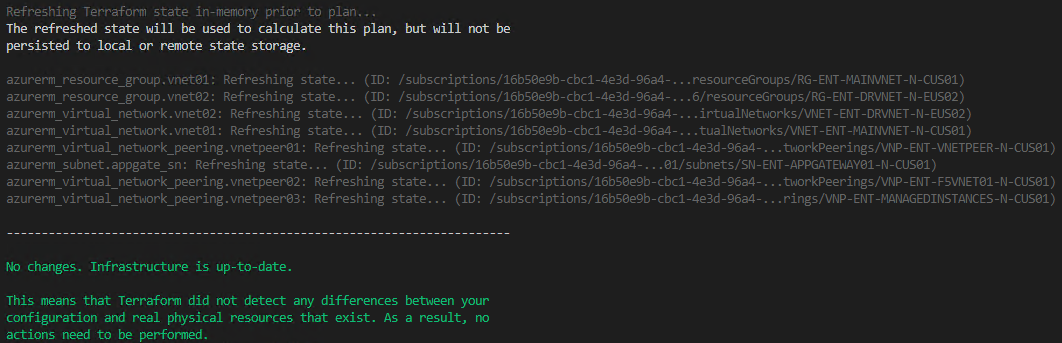 Refreshing Terraform state in-memory prior to plan...
The refreshed state will be used to calculate this plan, but will not be
persisted to local or remote state storage.
azurerm_resource_group.vnet01: Refreshing state... (ID: /subscriptions/16b50e9b-cbc1-4e3d-96a4-...resourceGroups/RG-ENT-MAINVNET-N-CUS01)
azurerm_resource_group.vnet02: Refreshing state... (ID: /subscriptions/16b50e9b-cbc1-4e3d-96a4-...6/resourceGroups/RG-ENT-DRVNET-N-EUS02)
azurerm_virtual_network.vnet02: Refreshing state... (ID: /subscriptions/16b50e9b-cbc1-4e3d-96a4-...irtualNetworks/VNET-ENT-DRVNET-N-EUS02)
azurerm_virtual_network.vnet01: Refreshing state... (ID: /subscriptions/16b50e9b-cbc1-4e3d-96a4-...tualNetworks/VNET-ENT-MAINVNET-N-CUS01)
azurerm_virtual_network_peering.vnetpeer01: Refreshing state... (ID: /subscriptions/16b50e9b-cbc1-4e3d-96a4-...tworkPeerings/VNP-ENT-VNETPEER-N-CUS01)
azurerm_subnet.appgate_sn: Refreshing state... (ID: /subscriptions/16b50e9b-cbc1-4e3d-96a4-...01/subnets/SN-ENT-APPGATEWAY01-N-CUS01)
azurerm_virtual_network_peering.vnetpeer02: Refreshing state... (ID: /subscriptions/16b50e9b-cbc1-4e3d-96a4-...tworkPeerings/VNP-ENT-F5VNET01-N-CUS01)
azurerm_virtual_network_peering.vnetpeer03: Refreshing state... (ID: /subscriptions/16b50e9b-cbc1-4e3d-96a4-...rings/VNP-ENT-MANAGEDINSTANCES-N-CUS01)
------------------------------------------------------------------------
No changes. Infrastructure is up-to-date.
This means that Terraform did not detect any differences between your
configuration and real physical resources that exist. As a result, no
actions need to be performed.